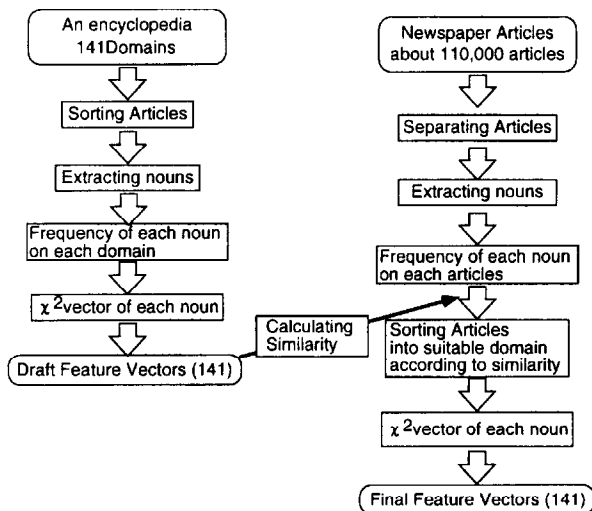 An encyclopedia
141Domains
Sorting Articles
Extracting nouns
Frequency of each noun
on each domain
χ2vector of each noun
Draft Feature Vectors (141)
Calculating
Similarity
Newspaper Articles
about 110,000 articles
Separating Articles
Extracting nouns
Frequency of each noun
on each articles
Sorting Articles
into suitable domain
according to similarity
χ2vector of each noun
Final Feature Vectors (141)